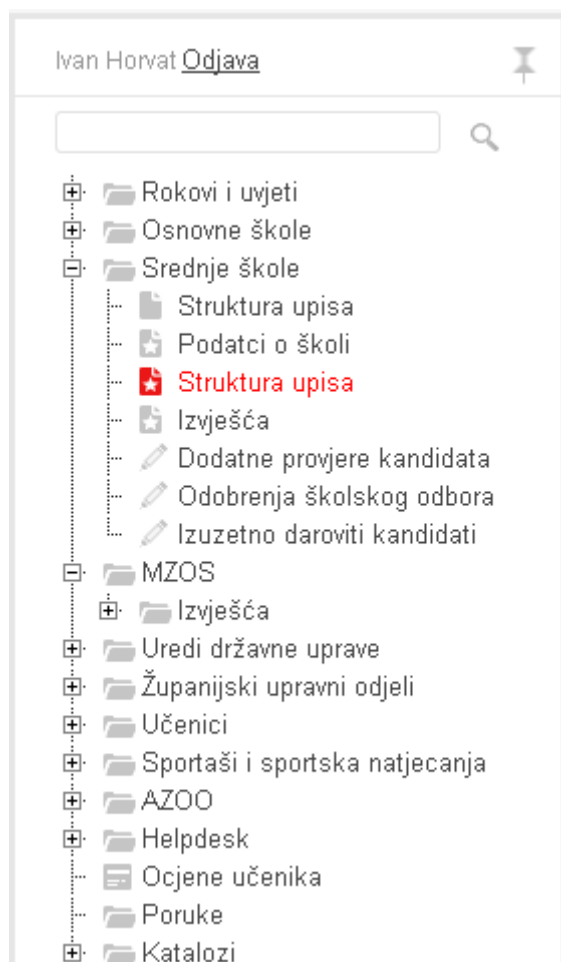 Ivan Horvat Odjava
Rokovi i uvjeti
Osnovne škole
Srednje škole
Struktura upisa
Podatci o školi
Struktura upisa
Izvješća
Dodatne provjere kandidata
Odobrenja školskog odbora
Izuzetno daroviti kandidati
MZOS
Izvješća
Uredi državne uprave
Županijski upravni odjeli
Učenici
Sportaši i sportska natjecanja
AZOO
Helpdesk
Ocjene učenika
Poruke
Katalozi